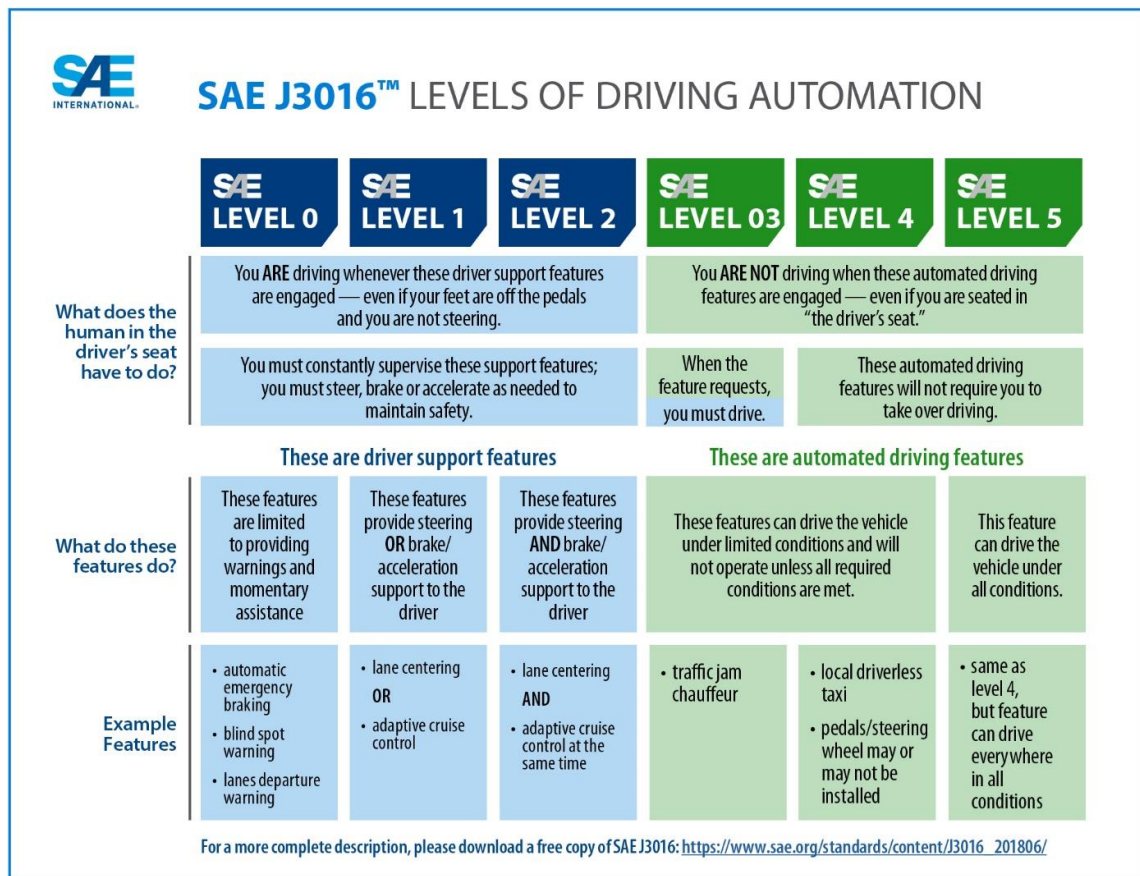 SAE
INTERNATIONAL®
SAE J3016™ LEVELS OF DRIVING AUTOMATION
SAE
LEVEL 0
SAE
LEVEL 1
SAE
LEVEL 2
SAE
LEVEL 03
SAE
LEVEL 4
SAE
LEVEL 5
What does the
human in the
driver's seat
have to do?
You ARE driving whenever these driver support features
are engaged — even if your feet are off the pedals
and you are not steering.
You ARE NOT driving when these automated driving
features are engaged — even if you are seated in
“the driver's seat.”
You must constantly supervise these support features;
you must steer, brake or accelerate as needed to
maintain safety.
When the
feature requests,
you must drive.
These automated driving
features will not require you to
take over driving.
These are driver support features
These are automated driving features
What do these
features do?
These features
are limited
to providing
warnings and
momentary
assistance
These features
provide steering
OR brake/
acceleration
support to the
driver
These features
provide steering
AND brake/
acceleration
support to the
driver
These features can drive the vehicle
under limited conditions and will
not operate unless all required
conditions are met.
This feature
can drive the
vehicle under
all conditions.
Example
Features
• automatic
emergency
braking
• blind spot
warning
• lanes departure
warning
• lane centering
OR
• adaptive cruise
control
• lane centering
AND
• adaptive cruise
control at the
same time
• traffic jam
chauffeur
• local driverless
taxi
• pedals/steering
wheel may or
may not be
installed
• same as
level 4,
but feature
can drive
everywhere
in all
conditions
For a more complete description, please download a free copy of SAE J3016: https://www.sae.org/standards/content/J3016_201806/